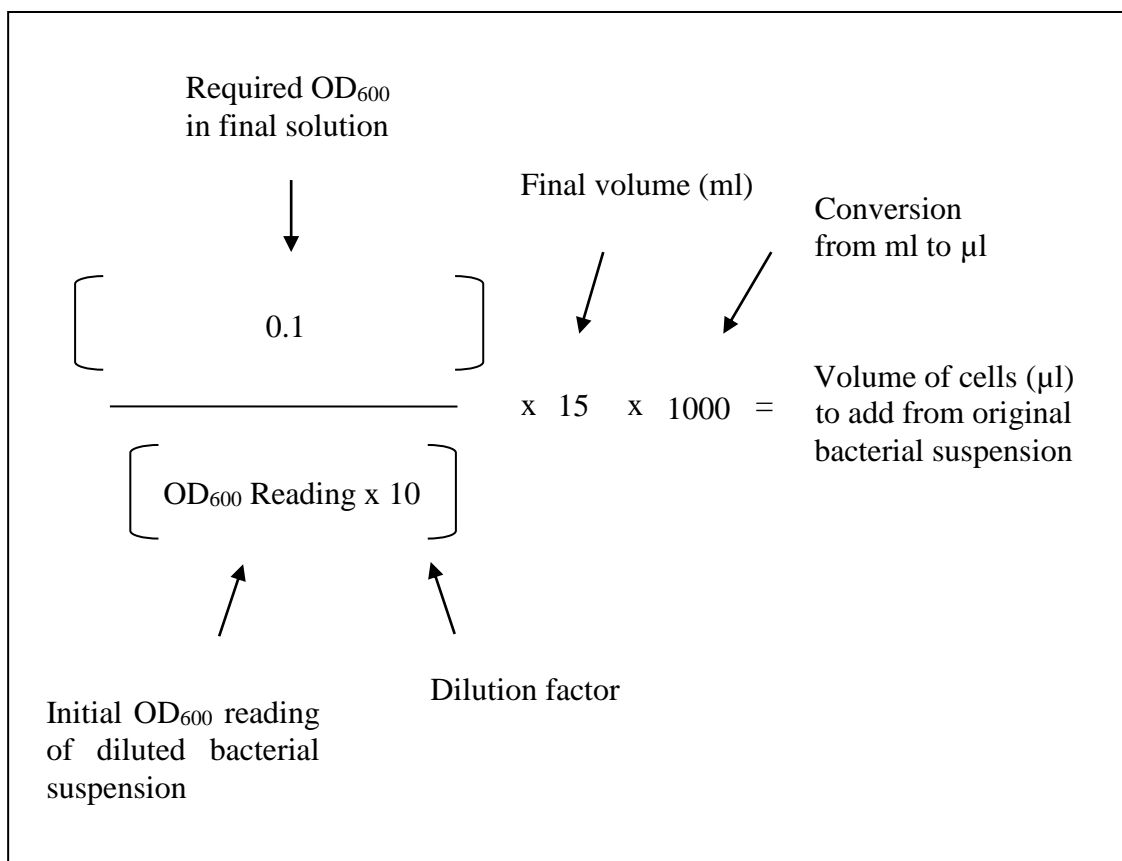 Required OD₆₀₀
in final solution
Final volume (ml)
Conversion
from ml to µl
0.1
x 15 x 1000 =
Volume of cells (µl)
to add from original
bacterial suspension
OD₆₀₀ Reading x 10
Initial OD₆₀₀ reading
of diluted bacterial
suspension
Dilution factor